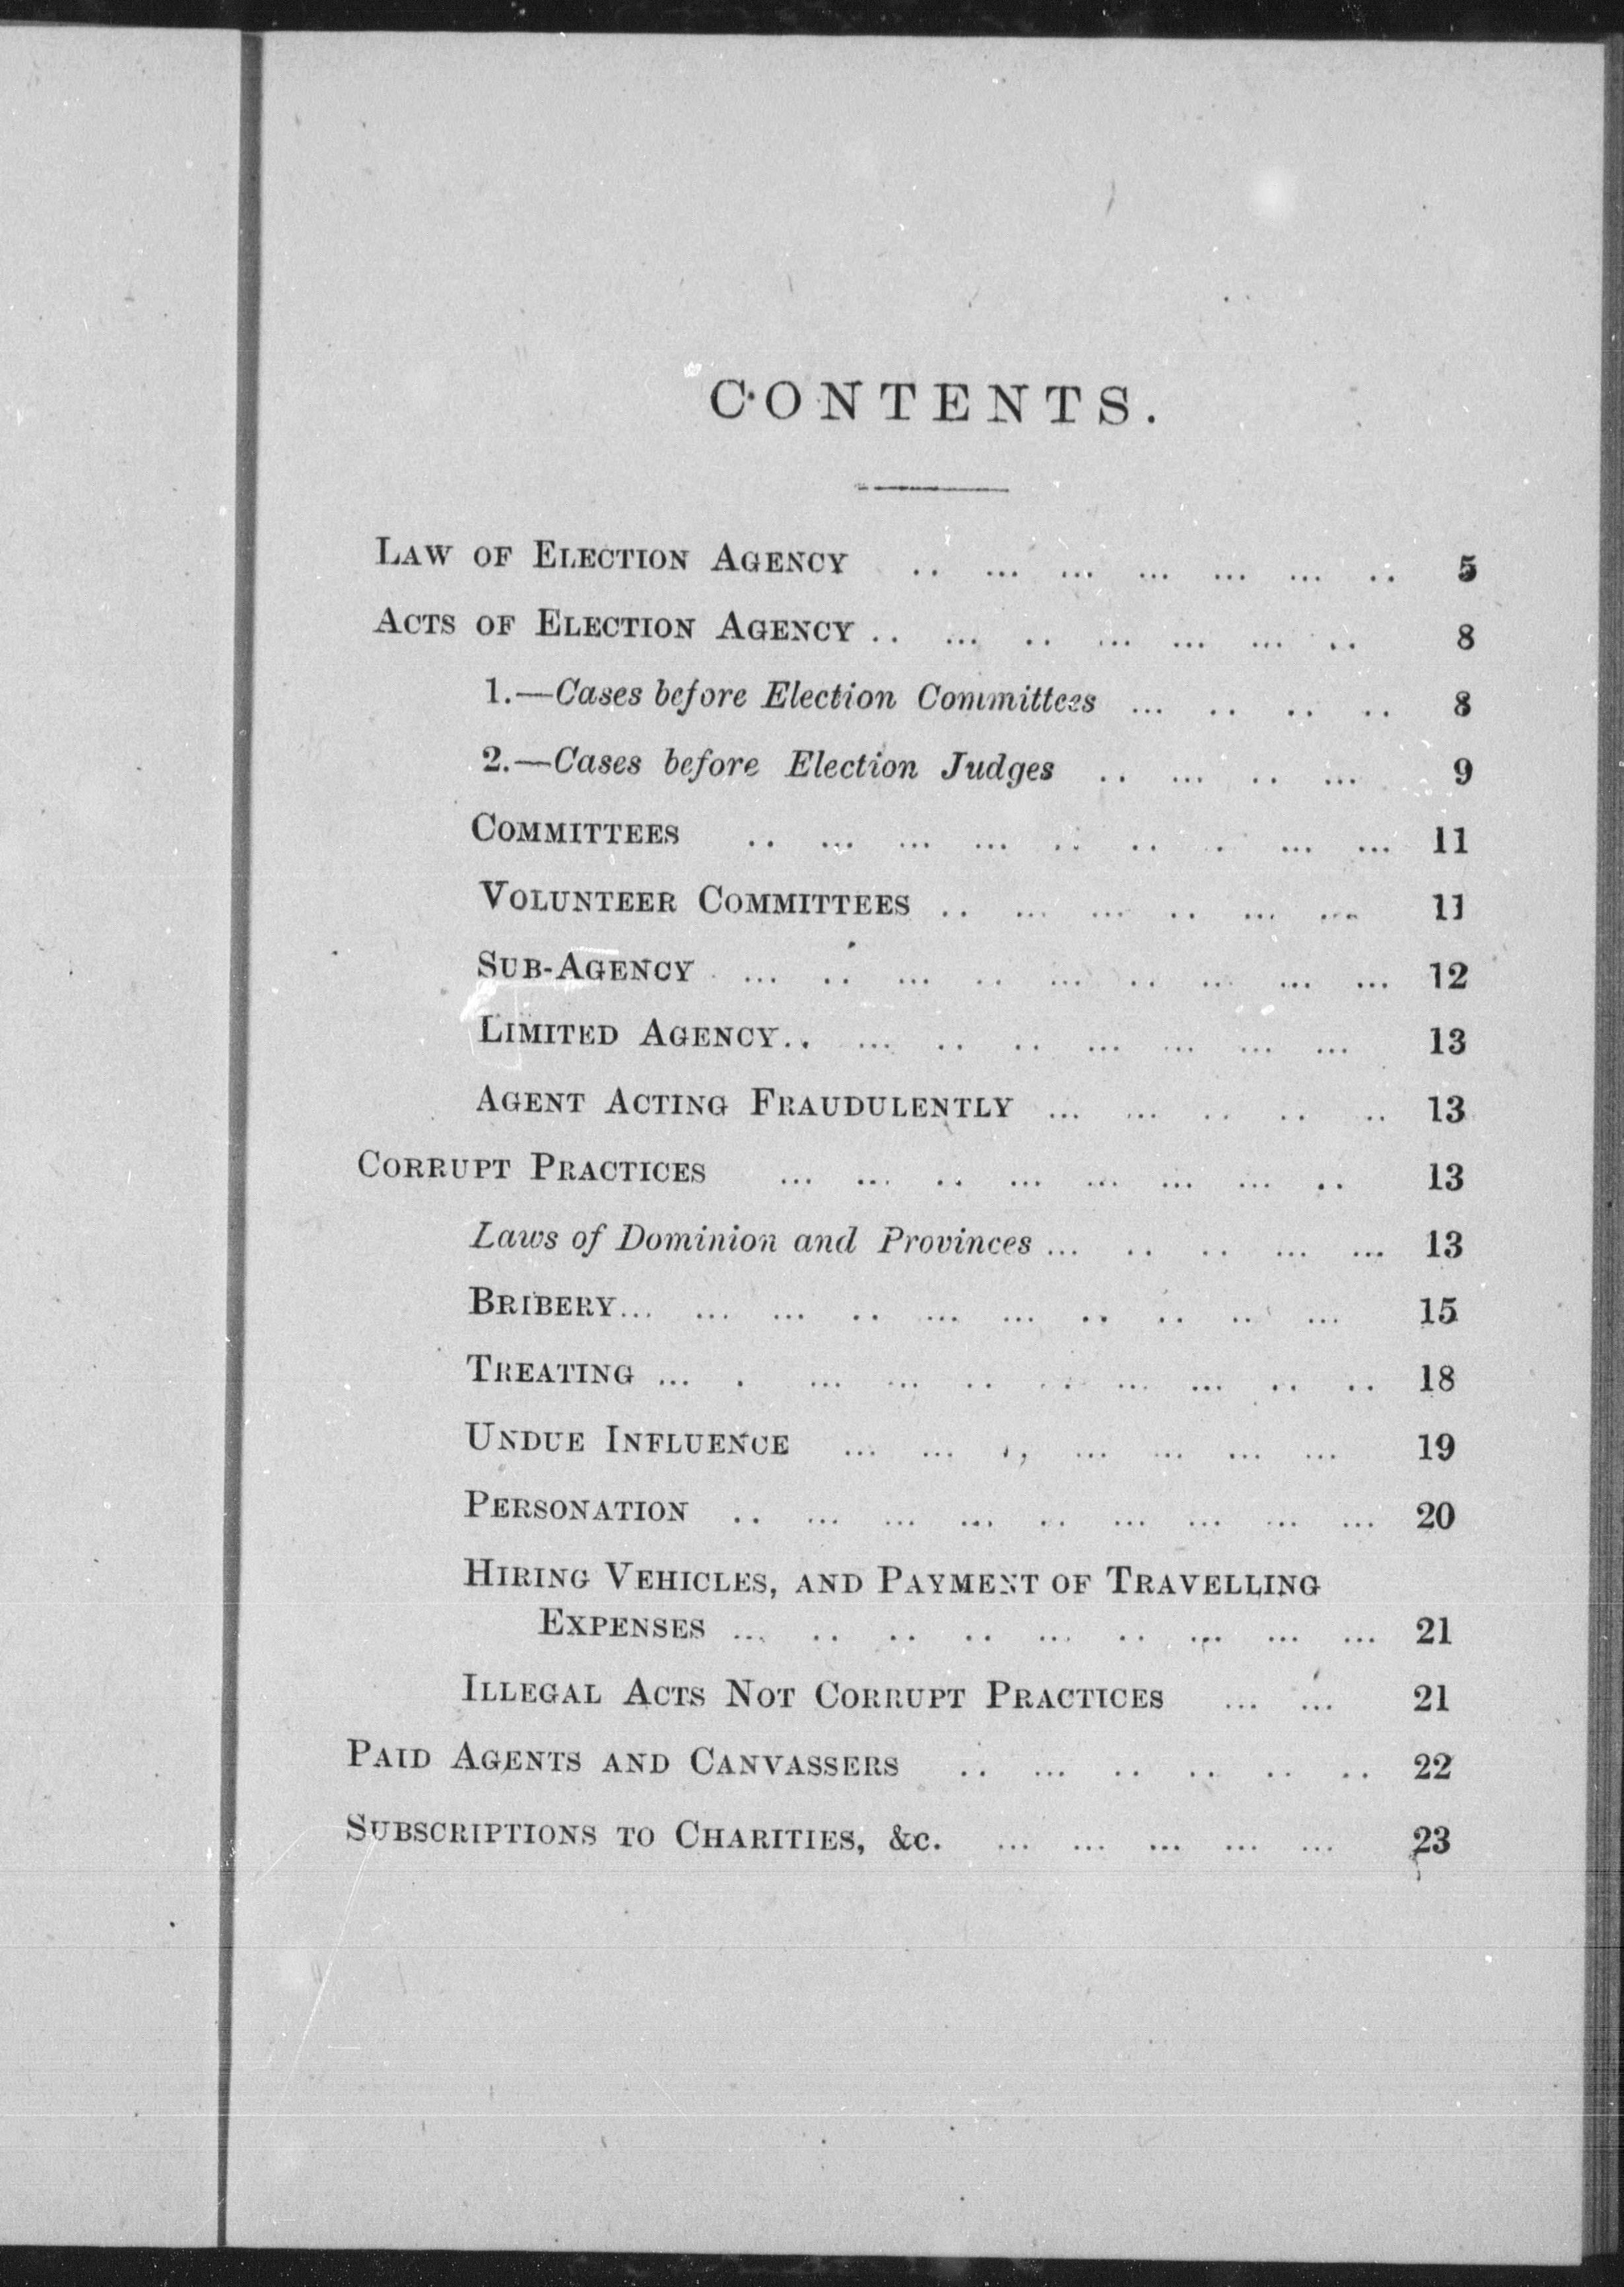 CONTENTS.
LAW OF ELECTION AGENCY .. ... ... ... ... ... .. 5
ACTS OF ELECTION AGENCY .. ... .. ... ... ... .. 8
1.—Cases before Election Committees ... .. .. .. 8
2.—Cases before Election Judges .. ... .. ... 9
COMMITTEES .. ... ... ... .. .. . ... ... 11
VOLUNTEER COMMITTEES .. ... ... .. ... ... 11
SUB-AGENCY ... .. ... .. ... .. ... ... ... 12
LIMITED AGENCY.. ... .. .. ... ... ... ... 13
AGENT ACTING FRAUDULENTLY ... ... .. .. .. 13
CORRUPT PRACTICES ... ... .. ... ... ... ... .. 13
Laws of Dominion and Provinces ... .. .. ... ... 13
BRIBERY... ... ... .. ... ... .. .. .. ... 15
TREATING ... . ... ... .. .. ... ... .. .. 18
UNDUE INFLUENCE ... ... ., ... ... ... ... 19
PERSONATION .. ... ... ... .. ... ... ... ... 20
HIRING VEHICLES, AND PAYMENT OF TRAVELLING
EXPENSES ... .. .. .. ... .. ... ... ... 21
ILLEGAL ACTS NOT CORRUPT PRACTICES ... ... 21
PAID AGENTS AND CANVASSERS .. ... .. .. .. .. 22
SUBSCRIPTIONS TO CHARITIES, &c. ... ... ... ... ... 23